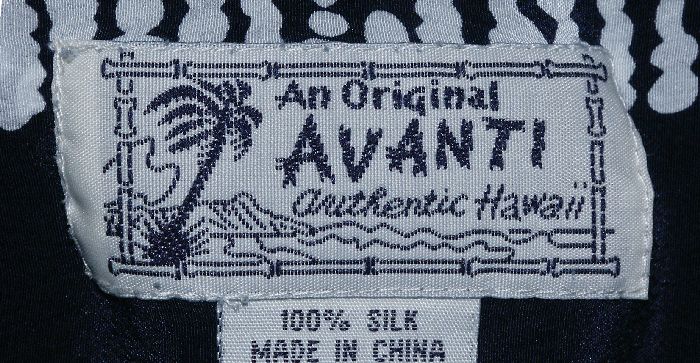 An Original
AVANTI
authentic Hawaii
100% SILK
MADE IN CHINA